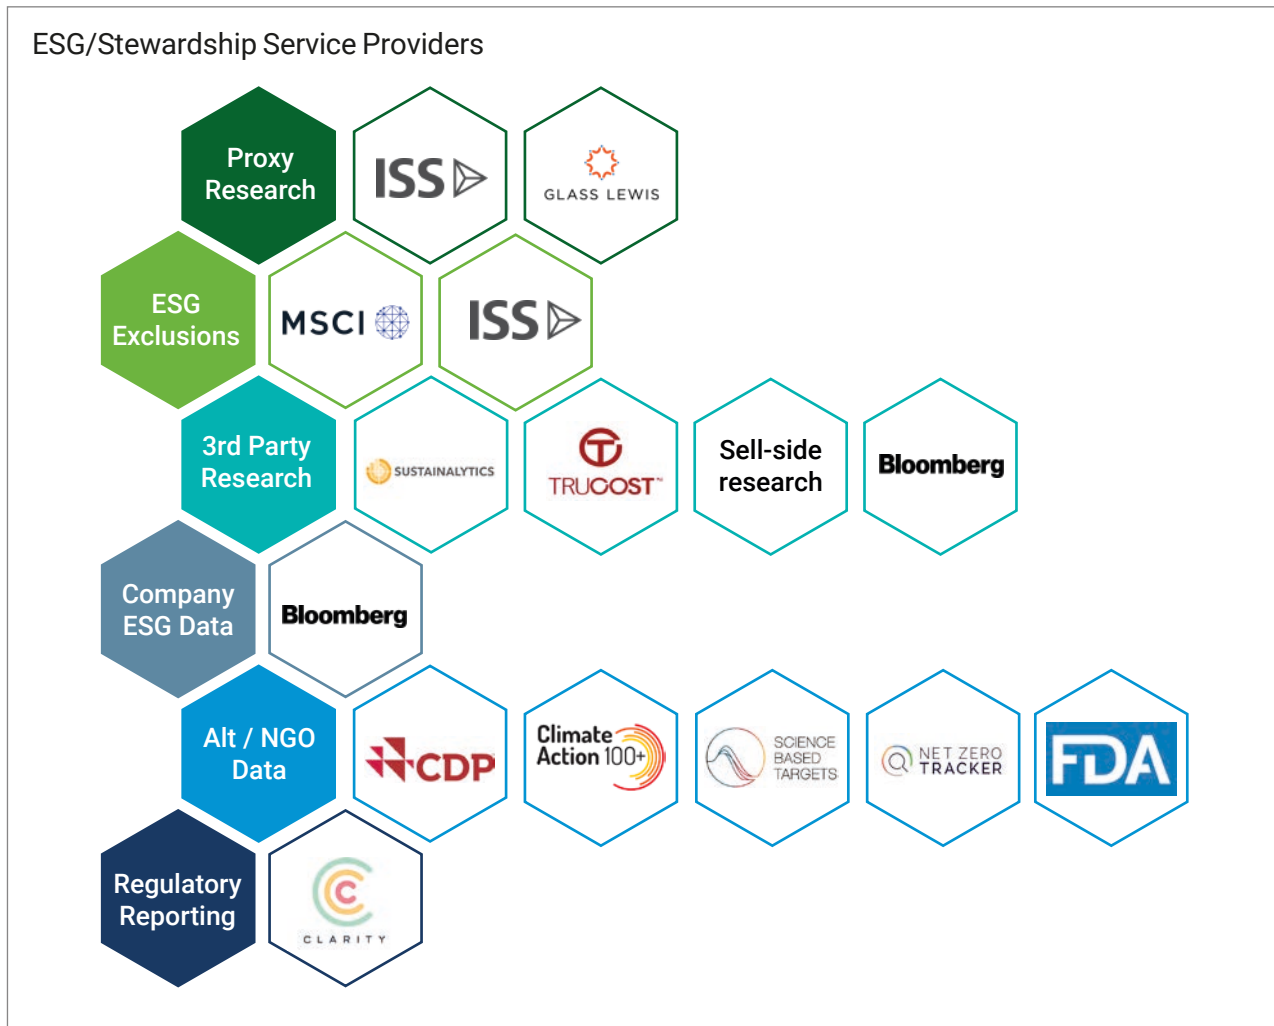 ESG/Stewardship Service Providers
Proxy
Research
ISS
GLASS LEWIS
ESG
Exclusions
MSCI
ISS
3rd Party
Research
SUSTAINALYTICS
TRUCOST™
Sell-side
research
Bloomberg
Company
ESG Data
Bloomberg
Alt / NGO
Data
CDP
Climate
Action 100+
SCIENCE
BASED
TARGETS
NET ZERO
TRACKER
FDA
Regulatory
Reporting
CLARITY